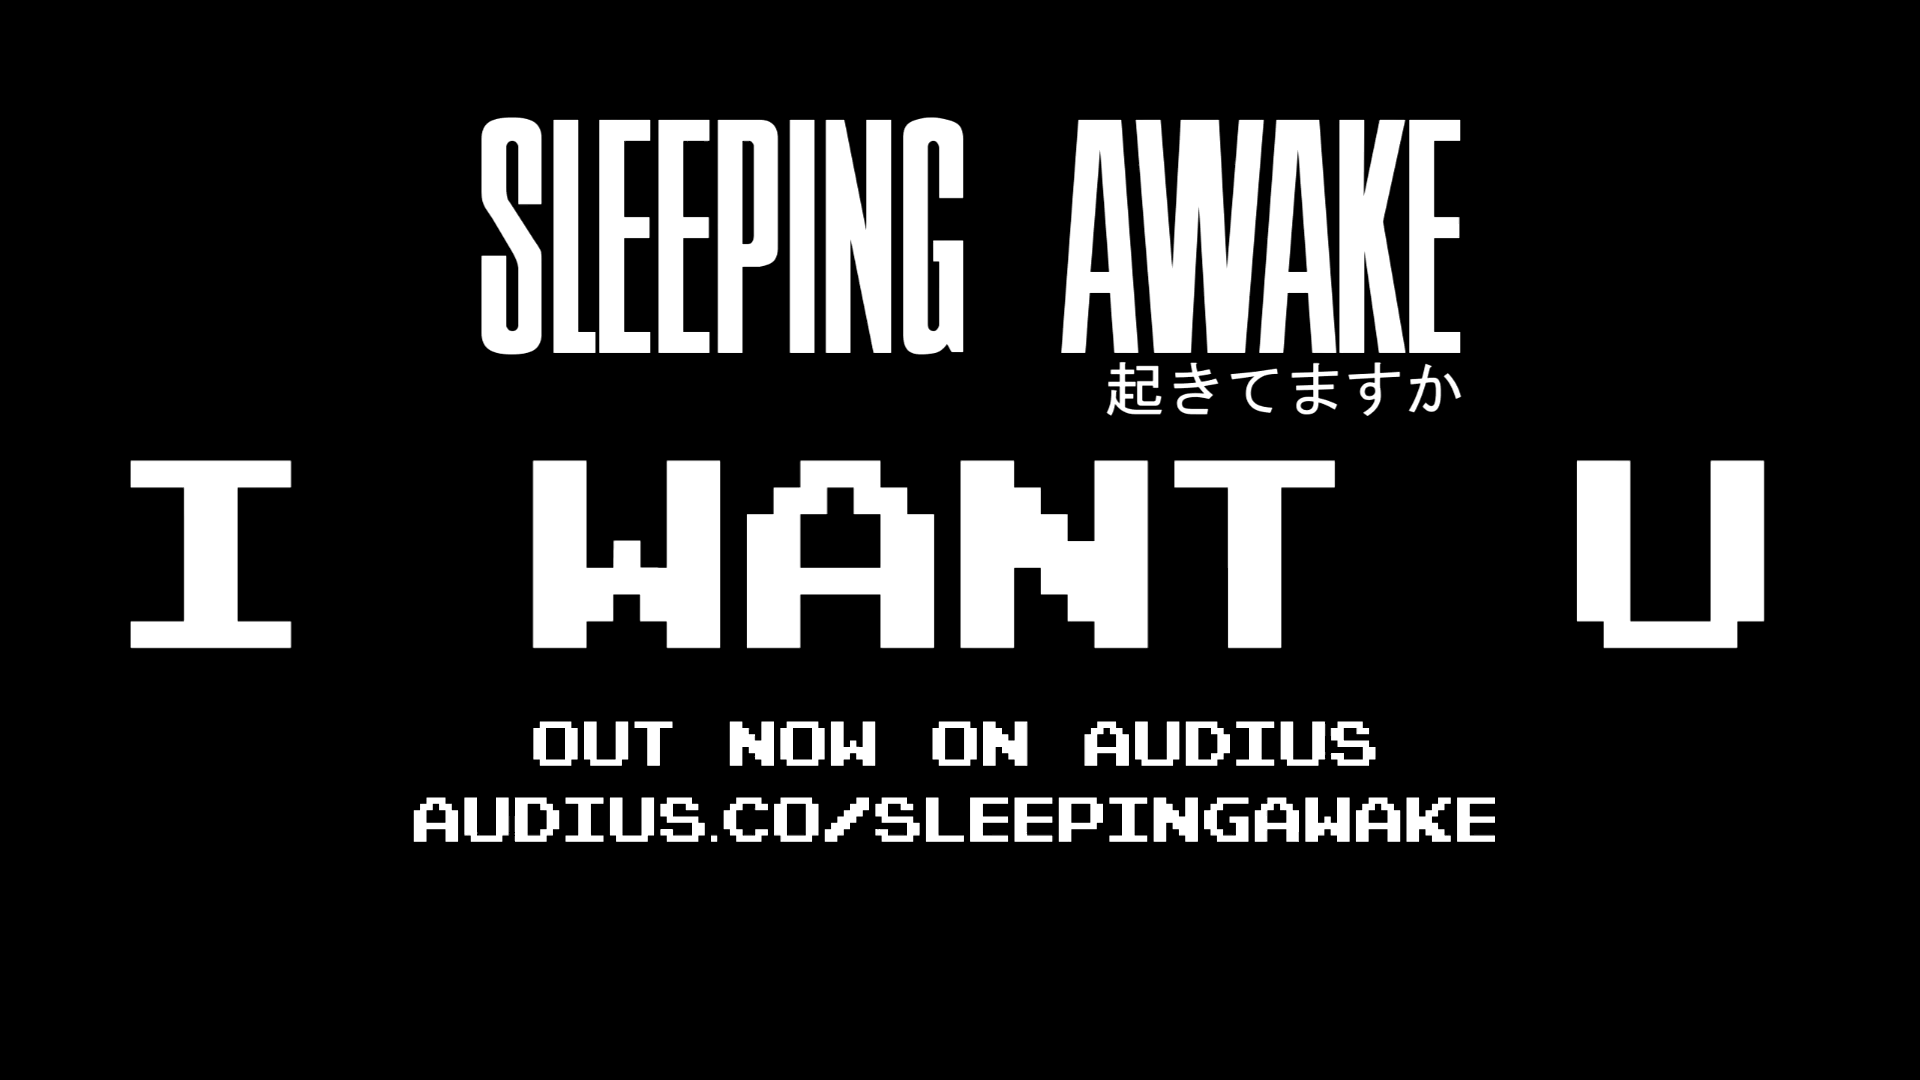 SLEEPING AWAKE
起きてますか
I WANT U
OUT NOW ON AUDIUS
AUDIUS.CO/SLEEPINGAWAKE